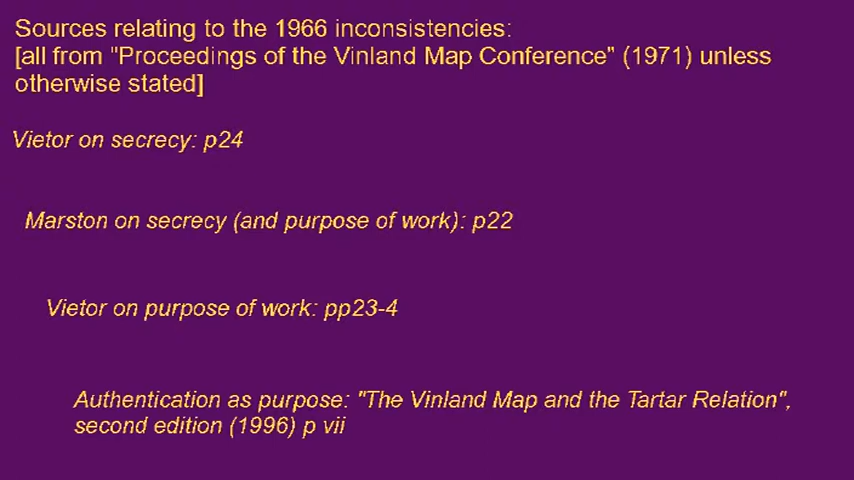 Sources relating to the 1966 inconsistencies:
[all from "Proceedings of the Vinland Map Conference" (1971) unless
otherwise stated]
Vietor on secrecy: p24
Marston on secrecy (and purpose of work): p22
Vietor on purpose of work: pp23-4
Authentication as purpose: "The Vinland Map and the Tartar Relation",
second edition (1996) p vii